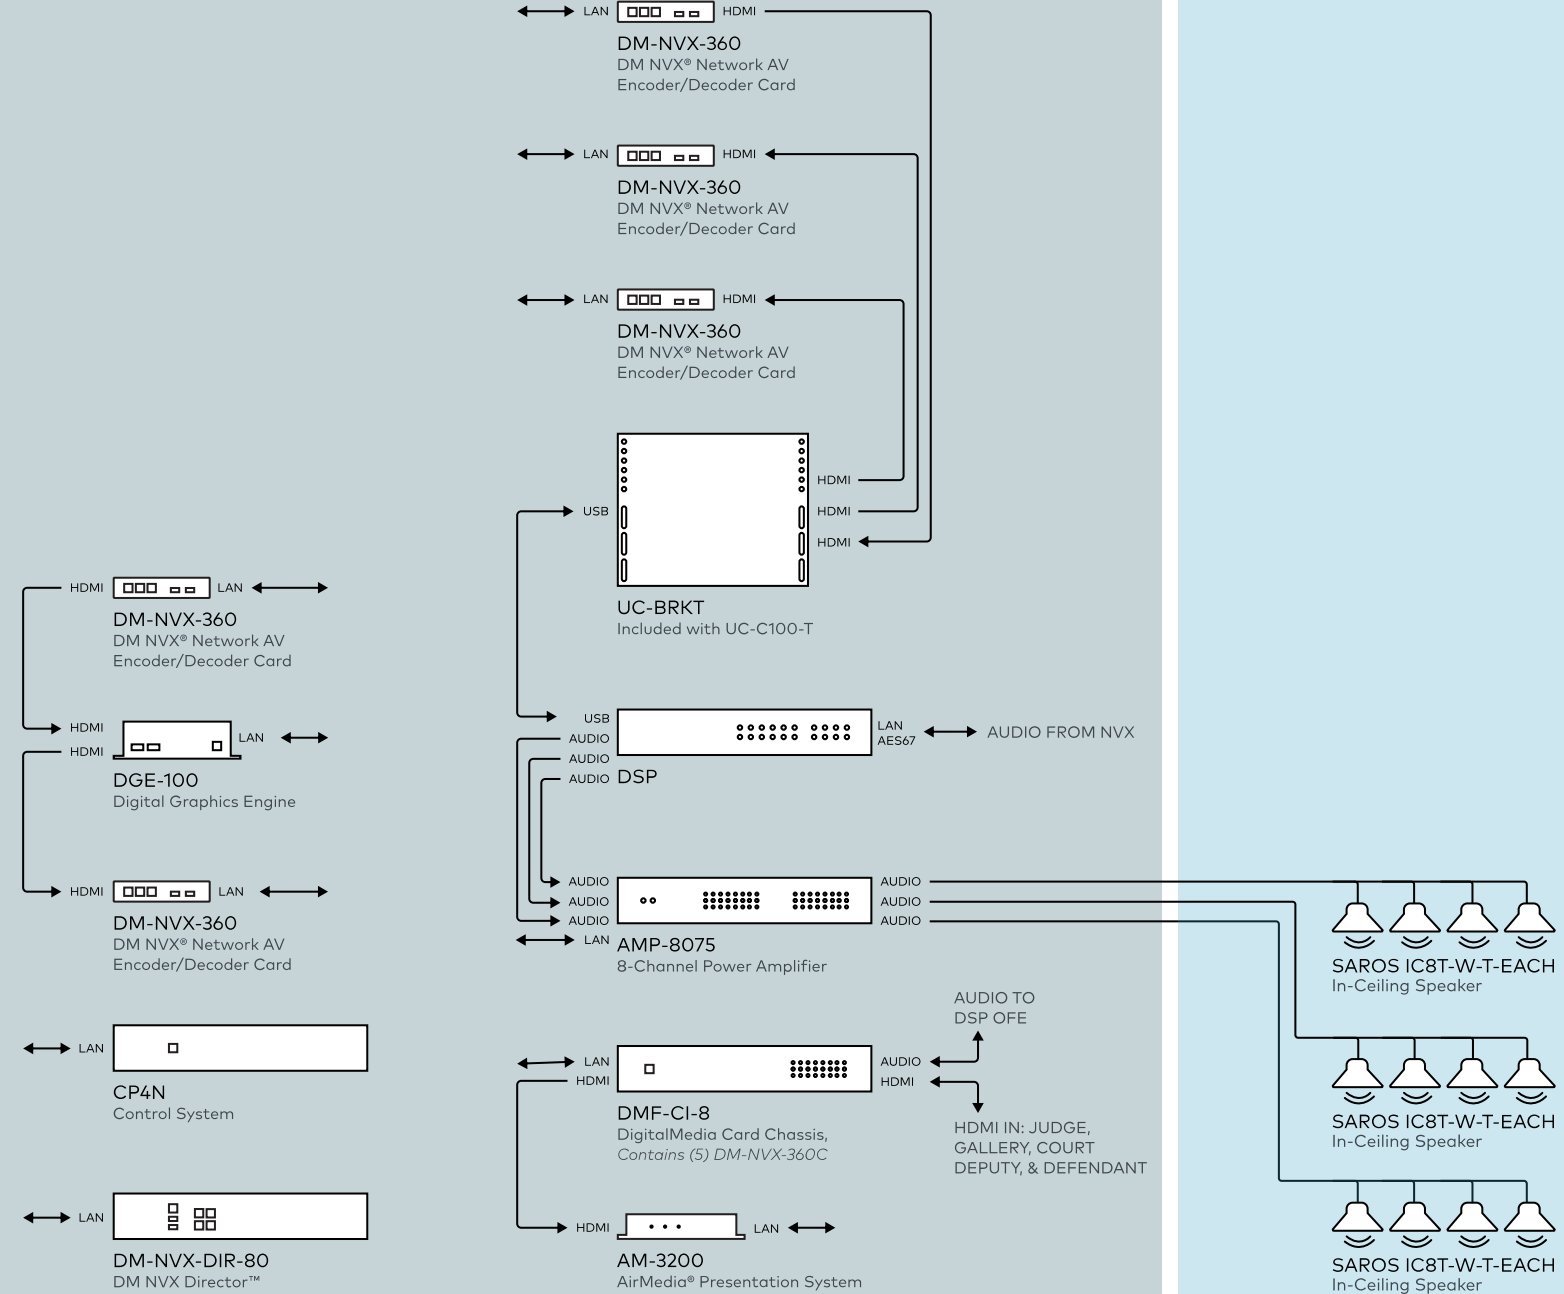 LAN
HDMI
DM-NVX-360
DM NVX® Network AV
Encoder/Decoder Card
LAN
HDMI
DM-NVX-360
DM NVX® Network AV
Encoder/Decoder Card
LAN
HDMI
DM-NVX-360
DM NVX® Network AV
Encoder/Decoder Card
HDMI
USB
HDMI
HDMI
UC-BRKT
Included with UC-C100-T
HDMI
LAN
DM-NVX-360
DM NVX® Network AV
Encoder/Decoder Card
HDMI
HDMI
LAN
DGE-100
Digital Graphics Engine
HDMI
LAN
DM-NVX-360
DM NVX® Network AV
Encoder/Decoder Card
LAN
CP4N
Control System
LAN
DM-NVX-DIR-80
DM NVX Director™
USB
AUDIO
AUDIO
AUDIO
DSP
LAN
AES67
AUDIO FROM NVX
AUDIO
AUDIO
AUDIO
LAN
AUDIO
AUDIO
AUDIO
AMP-8075
8-Channel Power Amplifier
AUDIO TO
DSP OFE
LAN
HDMI
AUDIO
HDMI
DMF-CI-8
DigitalMedia Card Chassis,
Contains (5) DM-NVX-360C
HDMI IN: JUDGE,
GALLERY, COURT
DEPUTY, & DEFENDANT
HDMI
LAN
AM-3200
AirMedia® Presentation System
SAROS IC8T-W-T-EACH
In-Ceiling Speaker
SAROS IC8T-W-T-EACH
In-Ceiling Speaker
SAROS IC8T-W-T-EACH
In-Ceiling Speaker